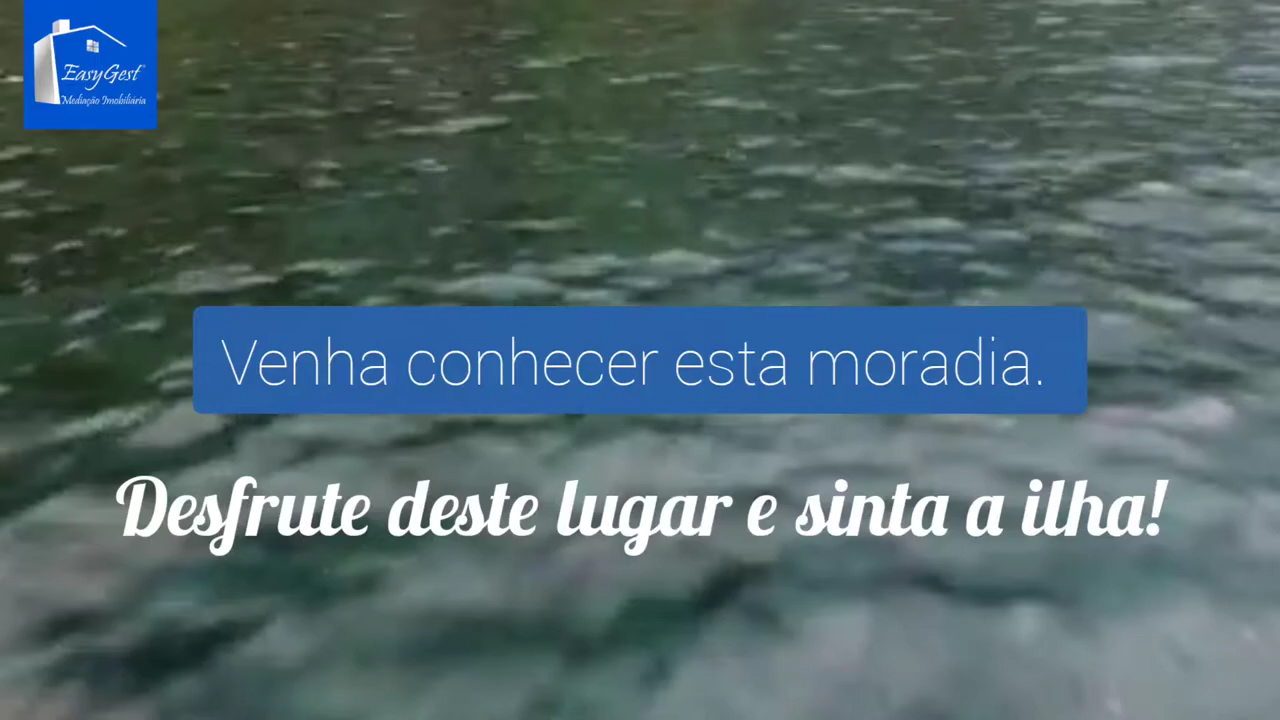 EasyGest
Mediação Imobiliária
Venha conhecer esta moradia.
Desfrute deste lugar e sinta a ilha!